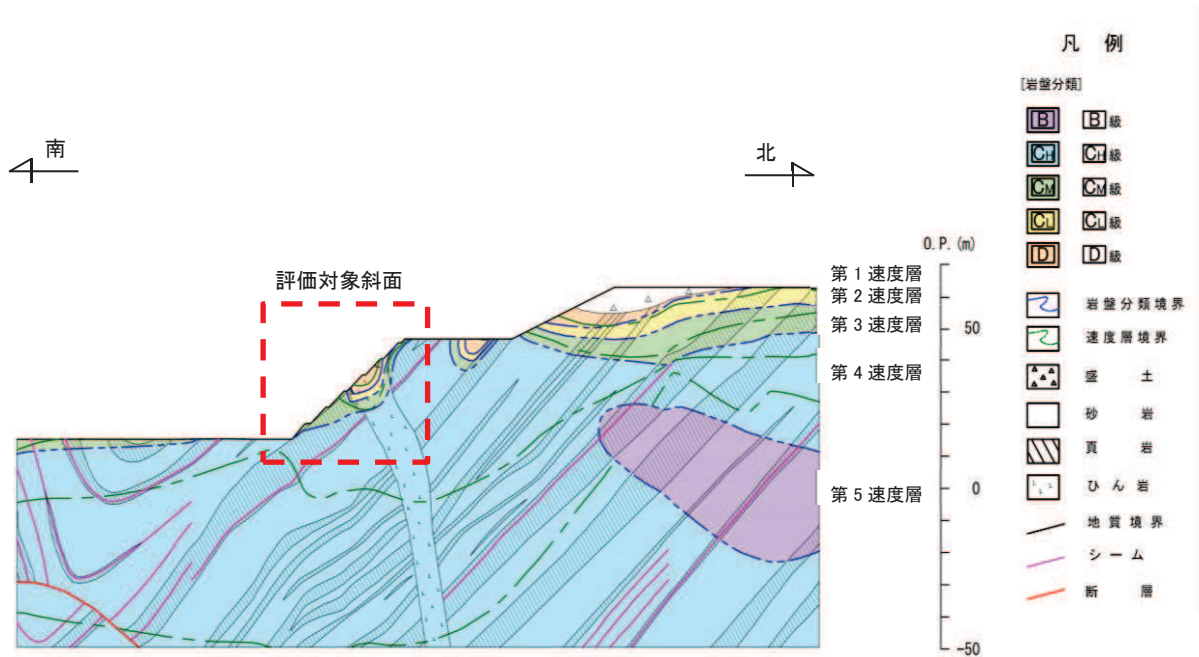 凡 例
[岩盤分類]
B B級
CH CH級
CM CM級
CL CL級
D D級
岩盤分類境界
速度層境界
盛 土
砂 岩
頁 岩
ひん岩
地質境界
シーム
断 層
南
北
評価対象斜面
O.P.(m)
第1速度層
第2速度層
第3速度層
第4速度層
第5速度層
50
0
-50